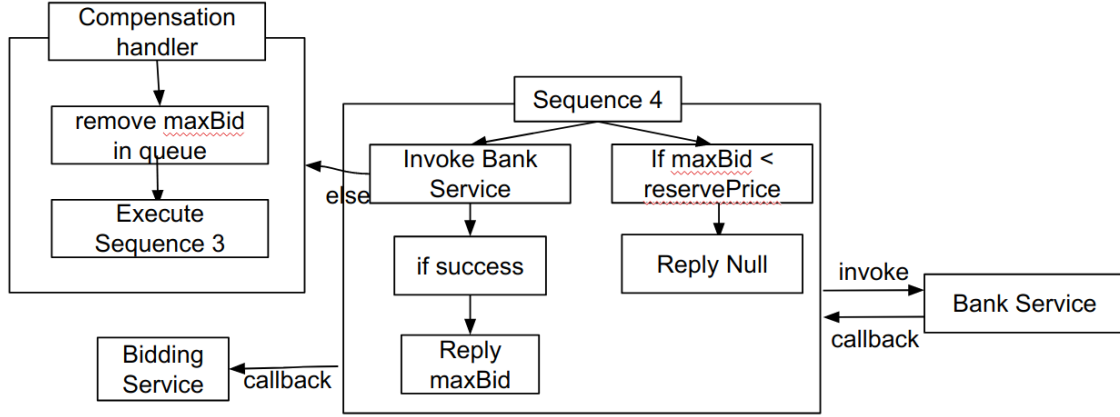 Compensation
handler
remove maxBid
in queue
Execute
Sequence 3
Sequence 4
Invoke Bank
Service
If maxBid <
reservePrice
else
if success
Reply Null
Reply
maxBid
invoke
Bank Service
callback
Bidding
Service
callback